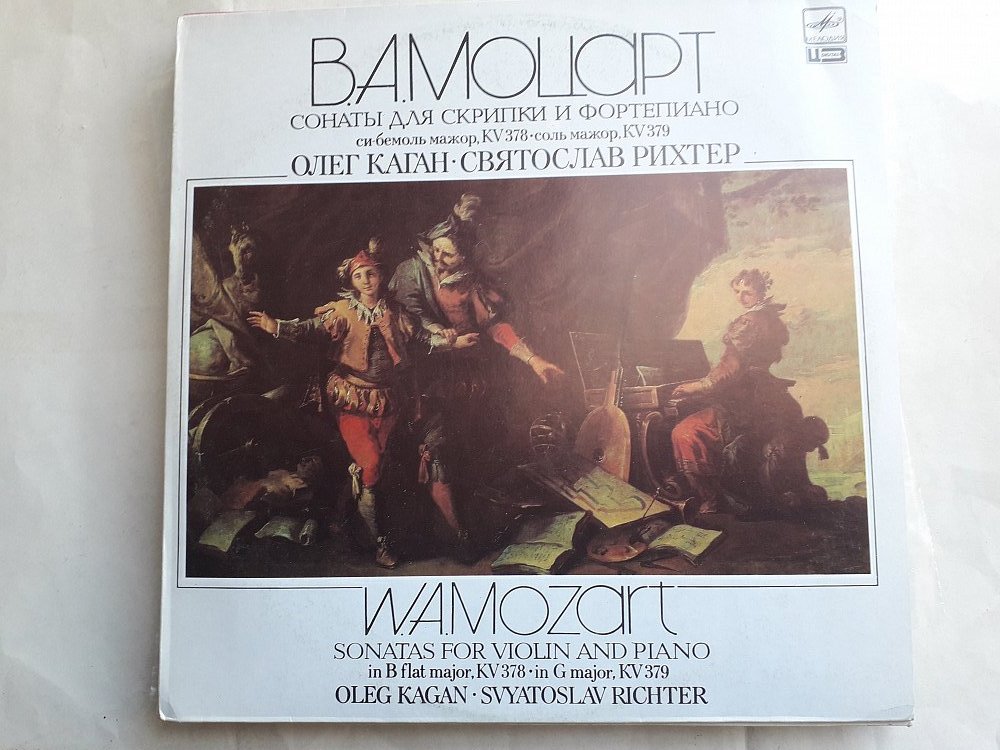 В.А.МОЦАРТ
МЕЛОДИЯ
СОНАТЫ ДЛЯ СКРИПКИ И ФОРТЕПИАНО
си-бемоль мажор, KV 378 · соль мажор, KV 379
ОЛЕГ КАГАН · СВЯТОСЛАВ РИХТЕР
W.A.Mozart
SONATAS FOR VIOLIN AND PIANO
in B flat major, KV 378 · in G major, KV 379
OLEG KAGAN · SVYATOSLAV RICHTER